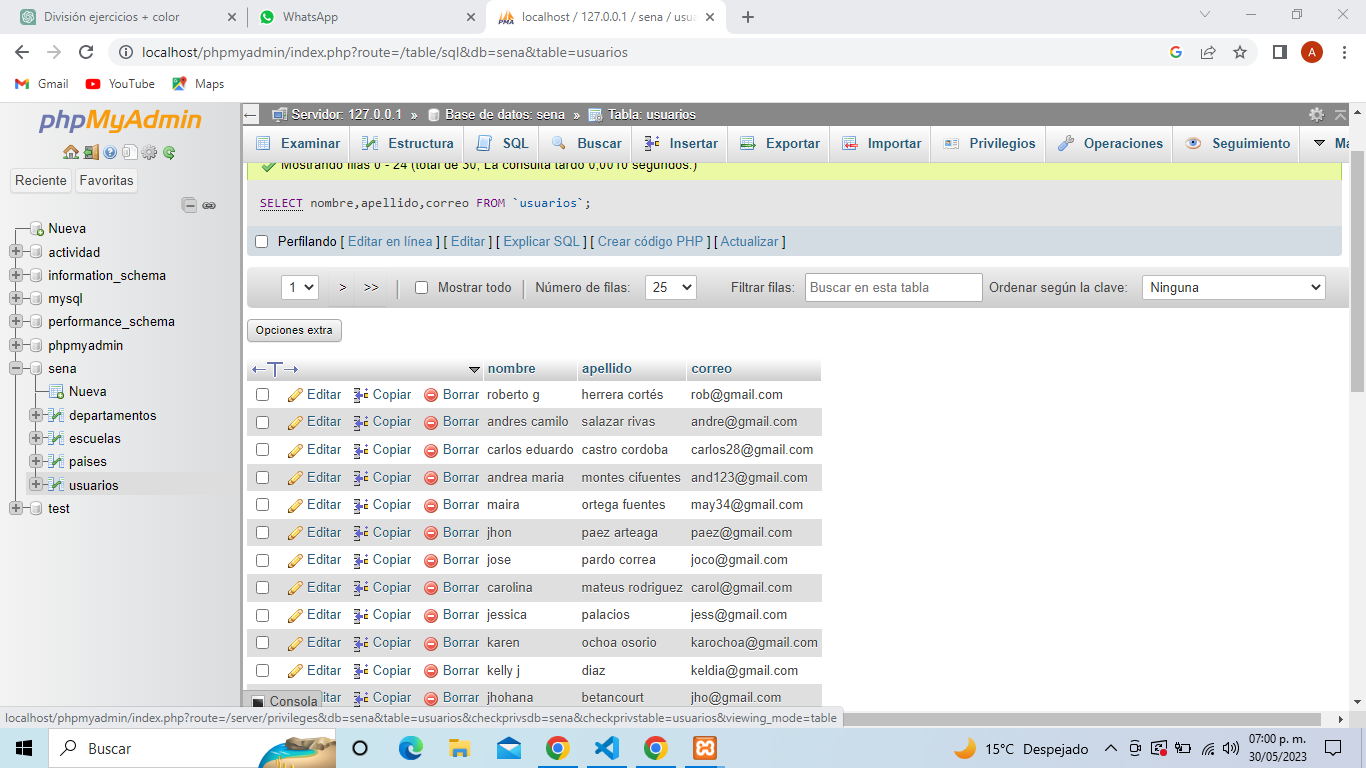 División ejercicios + color
WhatsApp
localhost / 127.0.0.1 / sena / usua
localhost/phpmyadmin/index.php?route=/table/sql&db=sena&table=usuarios
A
Gmail YouTube Maps
phpMyAdmin
Reciente Favoritas
Nueva
actividad
information_schema
mysql
performance_schema
phpmyadmin
sena
Nueva
departamentos
escuelas
paises
usuarios
test
Servidor: 127.0.0.1 » Base de datos: sena » Tabla: usuarios
Examinar Estructura SQL Buscar Insertar Exportar Importar Privilegios Operaciones Seguimiento Ma
Mostrando filas 0 - 24 (total de 30, La consulta tardó 0,0010 segundos.)
SELECT nombre,apellido,correo FROM `usuarios`;
Perfilando [ Editar en línea ] [ Editar ] [ Explicar SQL ] [ Crear código PHP ] [ Actualizar ]
1 > >> Mostrar todo Número de filas: 25 Filtrar filas: Buscar en esta tabla Ordenar según la clave: Ninguna
Opciones extra
←T→ nombre apellido correo
Editar Copiar Borrar roberto g herrera cortés rob@gmail.com
Editar Copiar Borrar andres camilo salazar rivas andre@gmail.com
Editar Copiar Borrar carlos eduardo castro cordoba carlos28@gmail.com
Editar Copiar Borrar andrea maria montes cifuentes and123@gmail.com
Editar Copiar Borrar maira ortega fuentes may34@gmail.com
Editar Copiar Borrar jhon paez arteaga paez@gmail.com
Editar Copiar Borrar jose pardo correa joco@gmail.com
Editar Copiar Borrar carolina mateus rodriguez carol@gmail.com
Editar Copiar Borrar jessica palacios jess@gmail.com
Editar Copiar Borrar karen ochoa osorio karochoa@gmail.com
Editar Copiar Borrar kelly j diaz keldia@gmail.com
itar Copiar Borrar jhohana betancourt jho@gmail.com
Consola
localhost/phpmyadmin/index.php?route=/server/privileges&db=sena&table=usuarios&checkprivsdb=sena&checkprivstable=usuarios&viewing_mode=table
Buscar
15°C Despejado
07:00 p. m.
30/05/2023